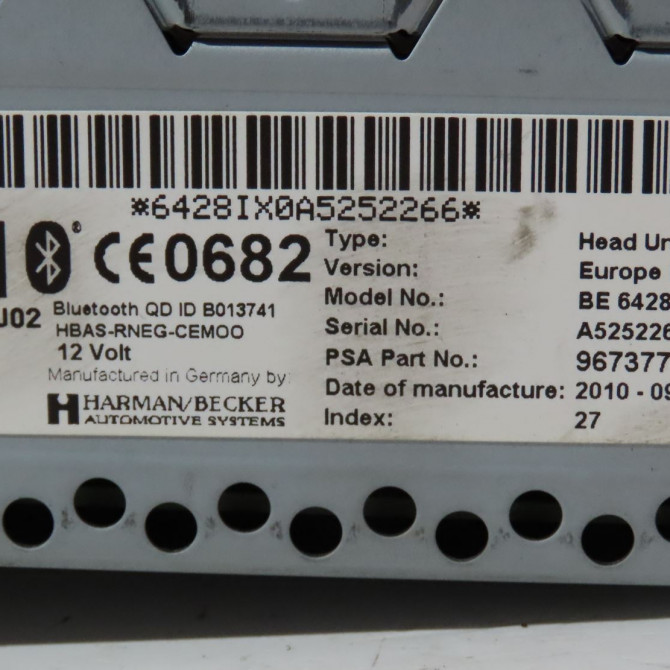 *6428IX0A5252266*
CE0682
J02
Bluetooth QD ID B013741
HBAS-RNEG-CEMOO
12 Volt
Manufactured in Germany by:
HARMAN/BECKER
AUTOMOTIVE SYSTEMS
Type: Head Un
Version: Europe
Model No.: BE 6428
Serial No.: A525226
PSA Part No.: 967377
Date of manufacture: 2010 - 09
Index: 27